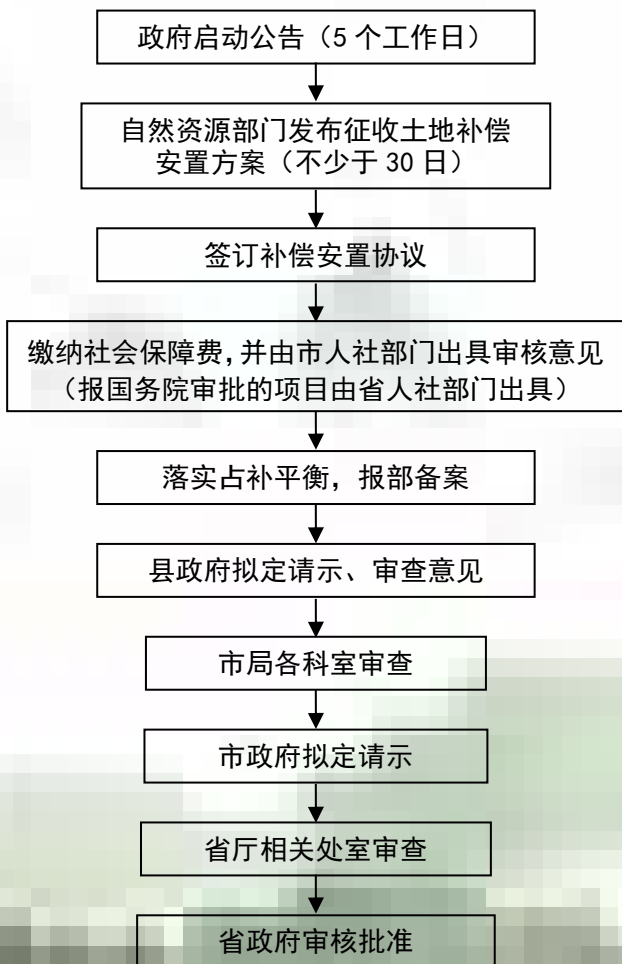 政府启动公告（5 个工作日）
自然资源部门发布征收土地补偿
安置方案（不少于 30 日）
签订补偿安置协议
缴纳社会保障费，并由市人社部门出具审核意见
（报国务院审批的项目由省人社部门出具）
落实占补平衡，报部备案
县政府拟定请示、审查意见
市局各科室审查
市政府拟定请示
省厅相关处室审查
省政府审核批准